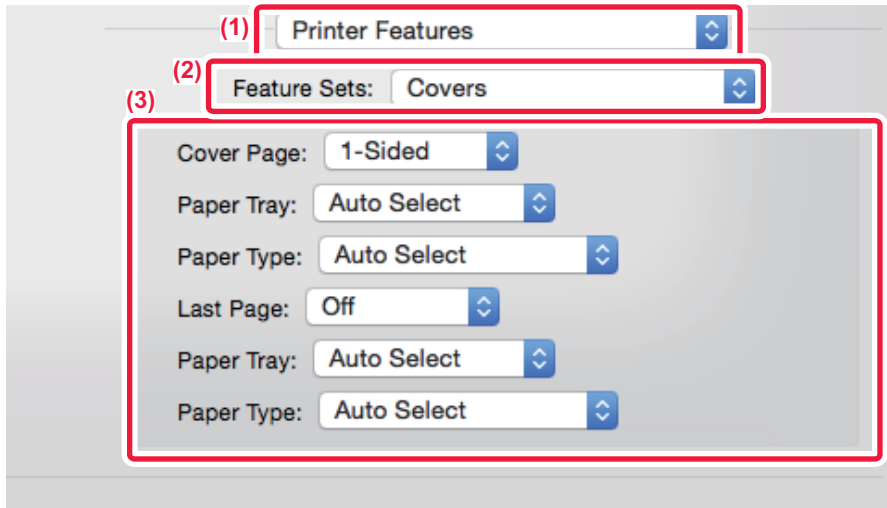 (1) Printer Features
(2) Feature Sets: Covers
(3)
Cover Page: 1-Sided
Paper Tray: Auto Select
Paper Type: Auto Select
Last Page: Off
Paper Tray: Auto Select
Paper Type: Auto Select